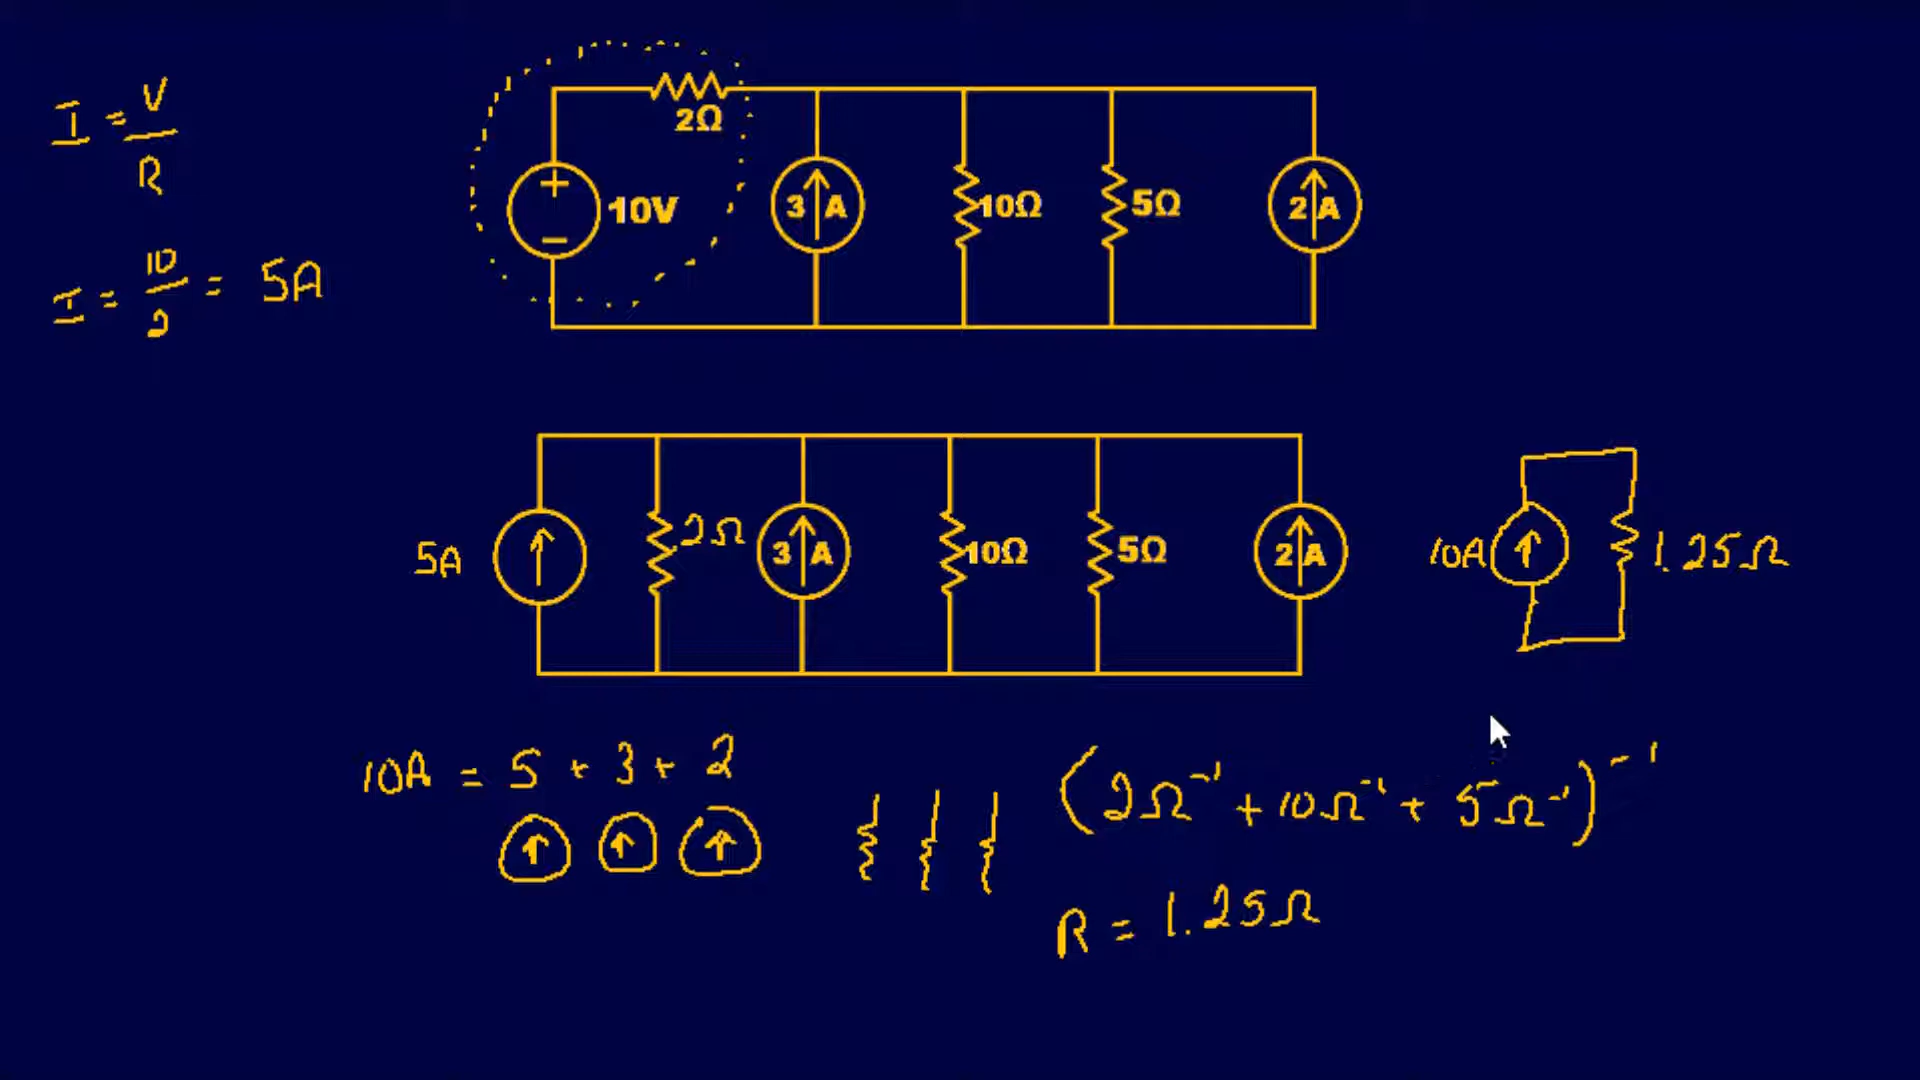 I = V/R
I = 10/2 = 5A
2Ω
+
−
10V
3 A
10Ω
5Ω
2 A
5A
2Ω
3 A
10Ω
5Ω
2 A
10A
1.25Ω
10A = 5 + 3 + 2
(2Ω⁻¹ + 10Ω⁻¹ + 5Ω⁻¹)⁻¹
R = 1.25Ω